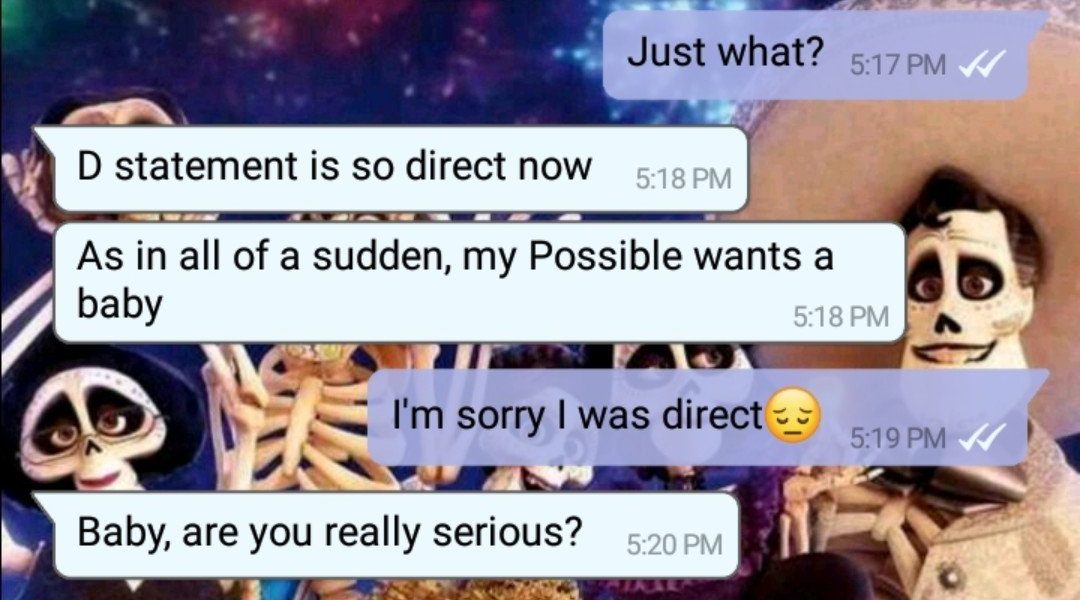 Just what? 5:17 PM
D statement is so direct now 5:18 PM
As in all of a sudden, my Possible wants a
baby 5:18 PM
I'm sorry I was direct😔 5:19 PM
Baby, are you really serious? 5:20 PM